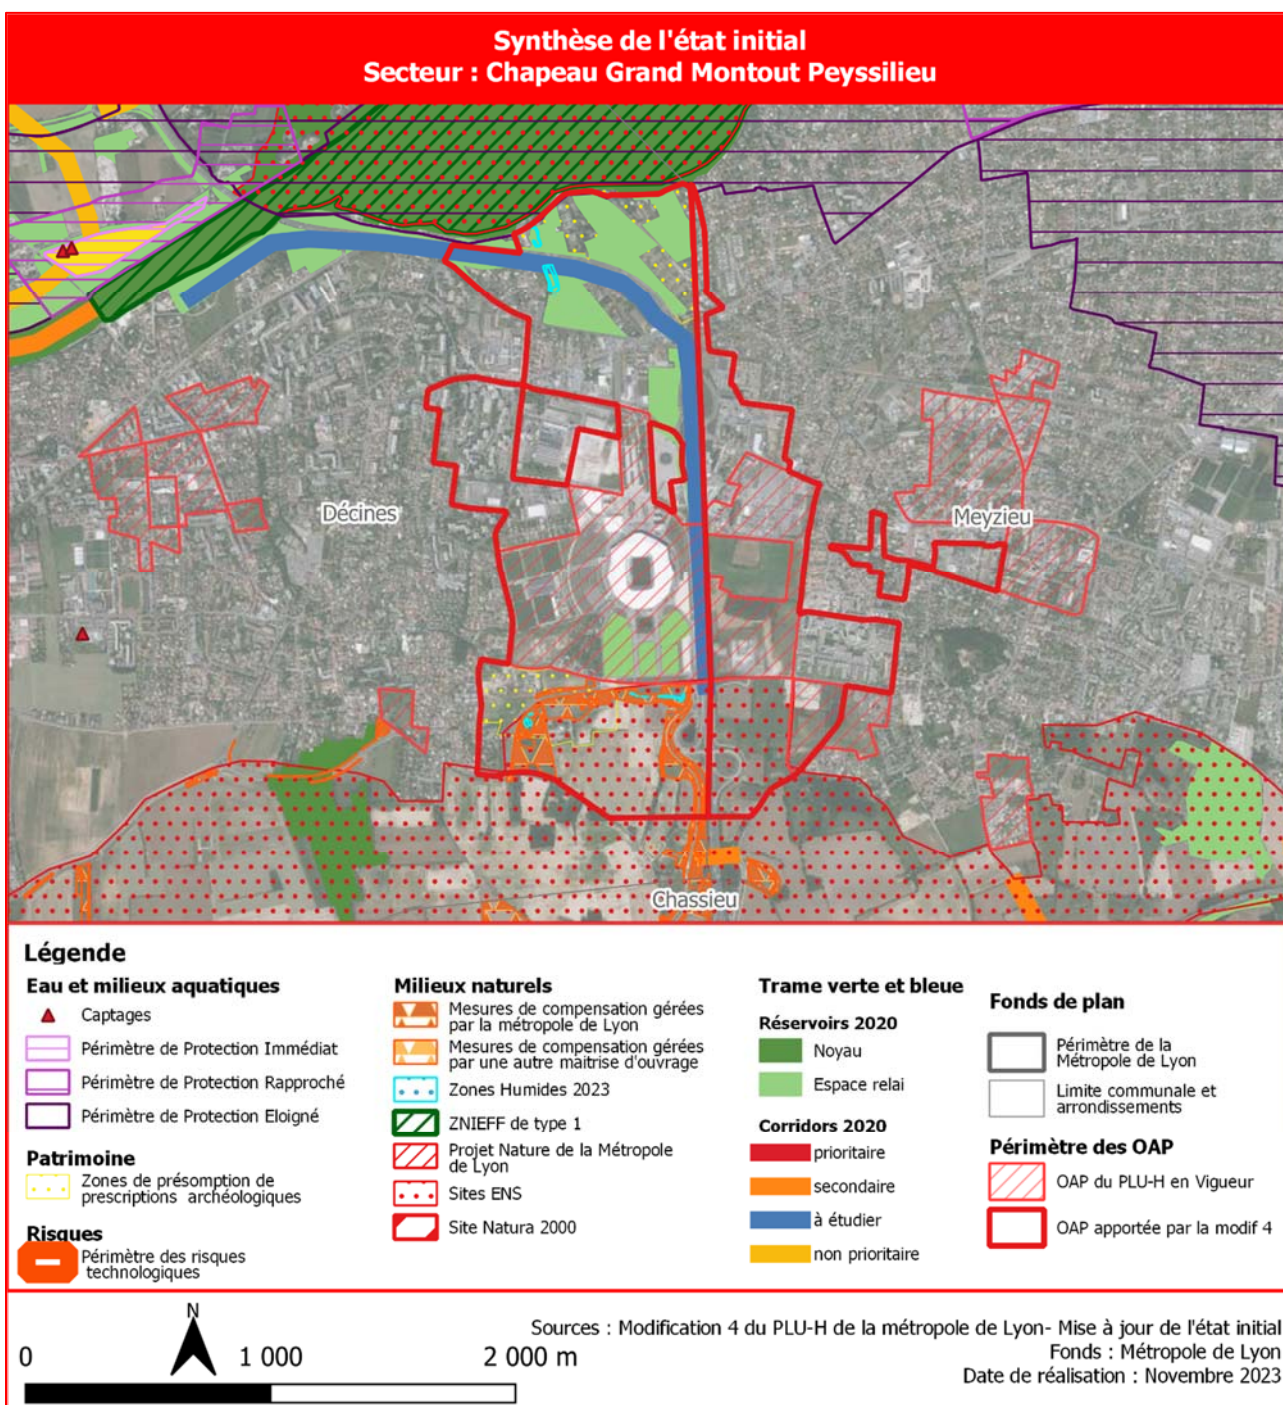 Synthèse de l'état initial
Secteur : Chapeau Grand Montout Peyssilieu
Décines
Meyzieu
Chassieu
Légende
Eau et milieux aquatiques
Captages
Périmètre de Protection Immédiat
Périmètre de Protection Rapproché
Périmètre de Protection Eloigné
Patrimoine
Zones de présomption de
prescriptions archéologiques
Risques
Périmètre des risques
technologiques
Milieux naturels
Mesures de compensation gérées
par la métropole de Lyon
Mesures de compensation gérées
par une autre maitrise d'ouvrage
Zones Humides 2023
ZNIEFF de type 1
Projet Nature de la Métropole
de Lyon
Sites ENS
Site Natura 2000
Trame verte et bleue
Réservoirs 2020
Noyau
Espace relai
Corridors 2020
prioritaire
secondaire
à étudier
non prioritaire
Fonds de plan
Périmètre de la
Métropole de Lyon
Limite communale et
arrondissements
Périmètre des OAP
OAP du PLU-H en Vigueur
OAP apportée par la modif 4
N
0 1 000 2 000 m
Sources : Modification 4 du PLU-H de la métropole de Lyon- Mise à jour de l'état initial
Fonds : Métropole de Lyon
Date de réalisation : Novembre 2023